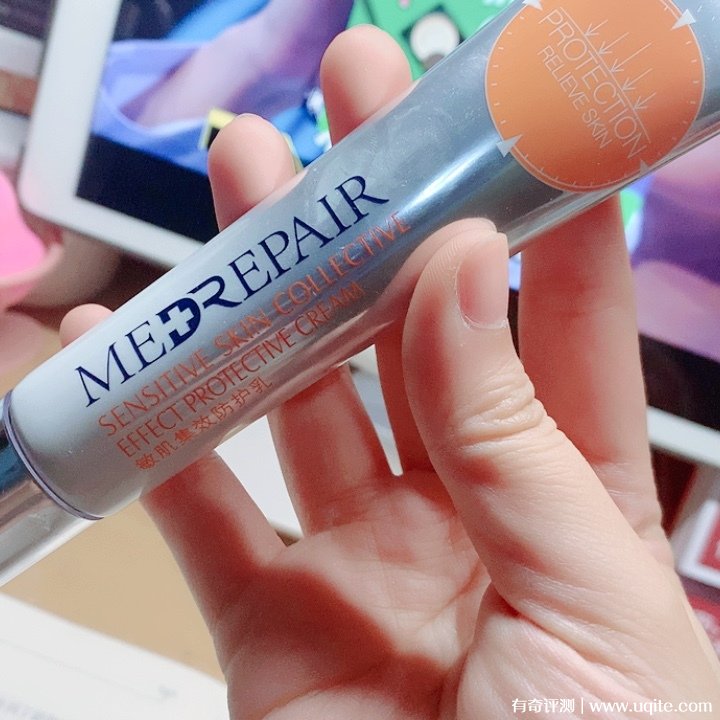 PROTECTION
RELIEVE SKIN
MEDREPAIR
SENSITIVE SKIN COLLECTIVE
EFFECT PROTECTIVE CREAM
敏肌集效防护乳
有奇评测 | www.uqite.com